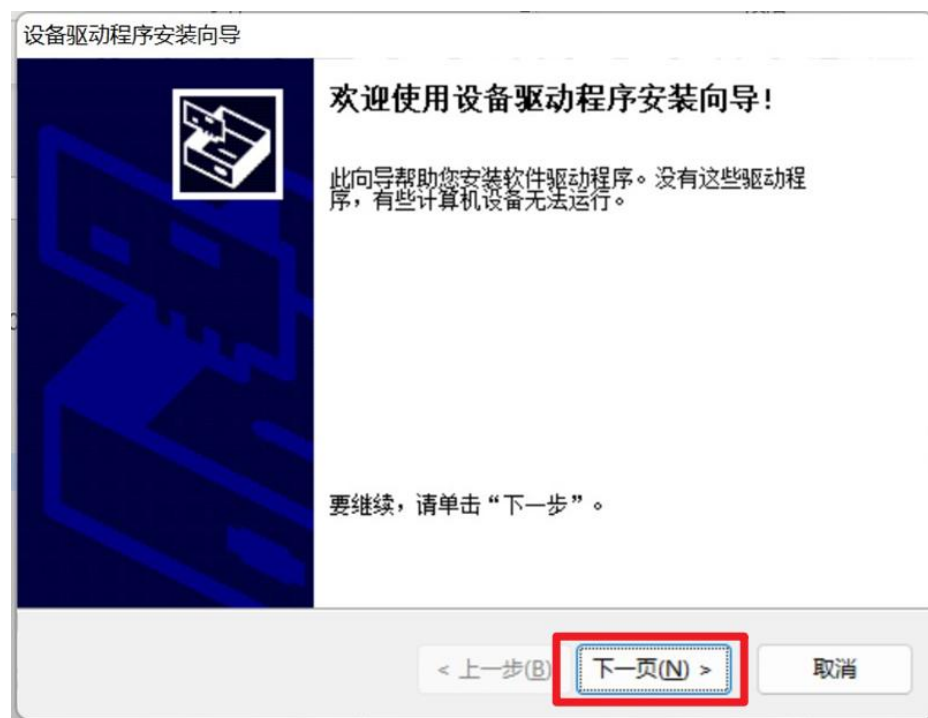 设备驱动程序安装向导
欢迎使用设备驱动程序安装向导!
此向导帮助您安装软件驱动程序。没有这些驱动程
序，有些计算机设备无法运行。
要继续，请单击“下一步”。
< 上一步(B) 下一页(N) > 取消